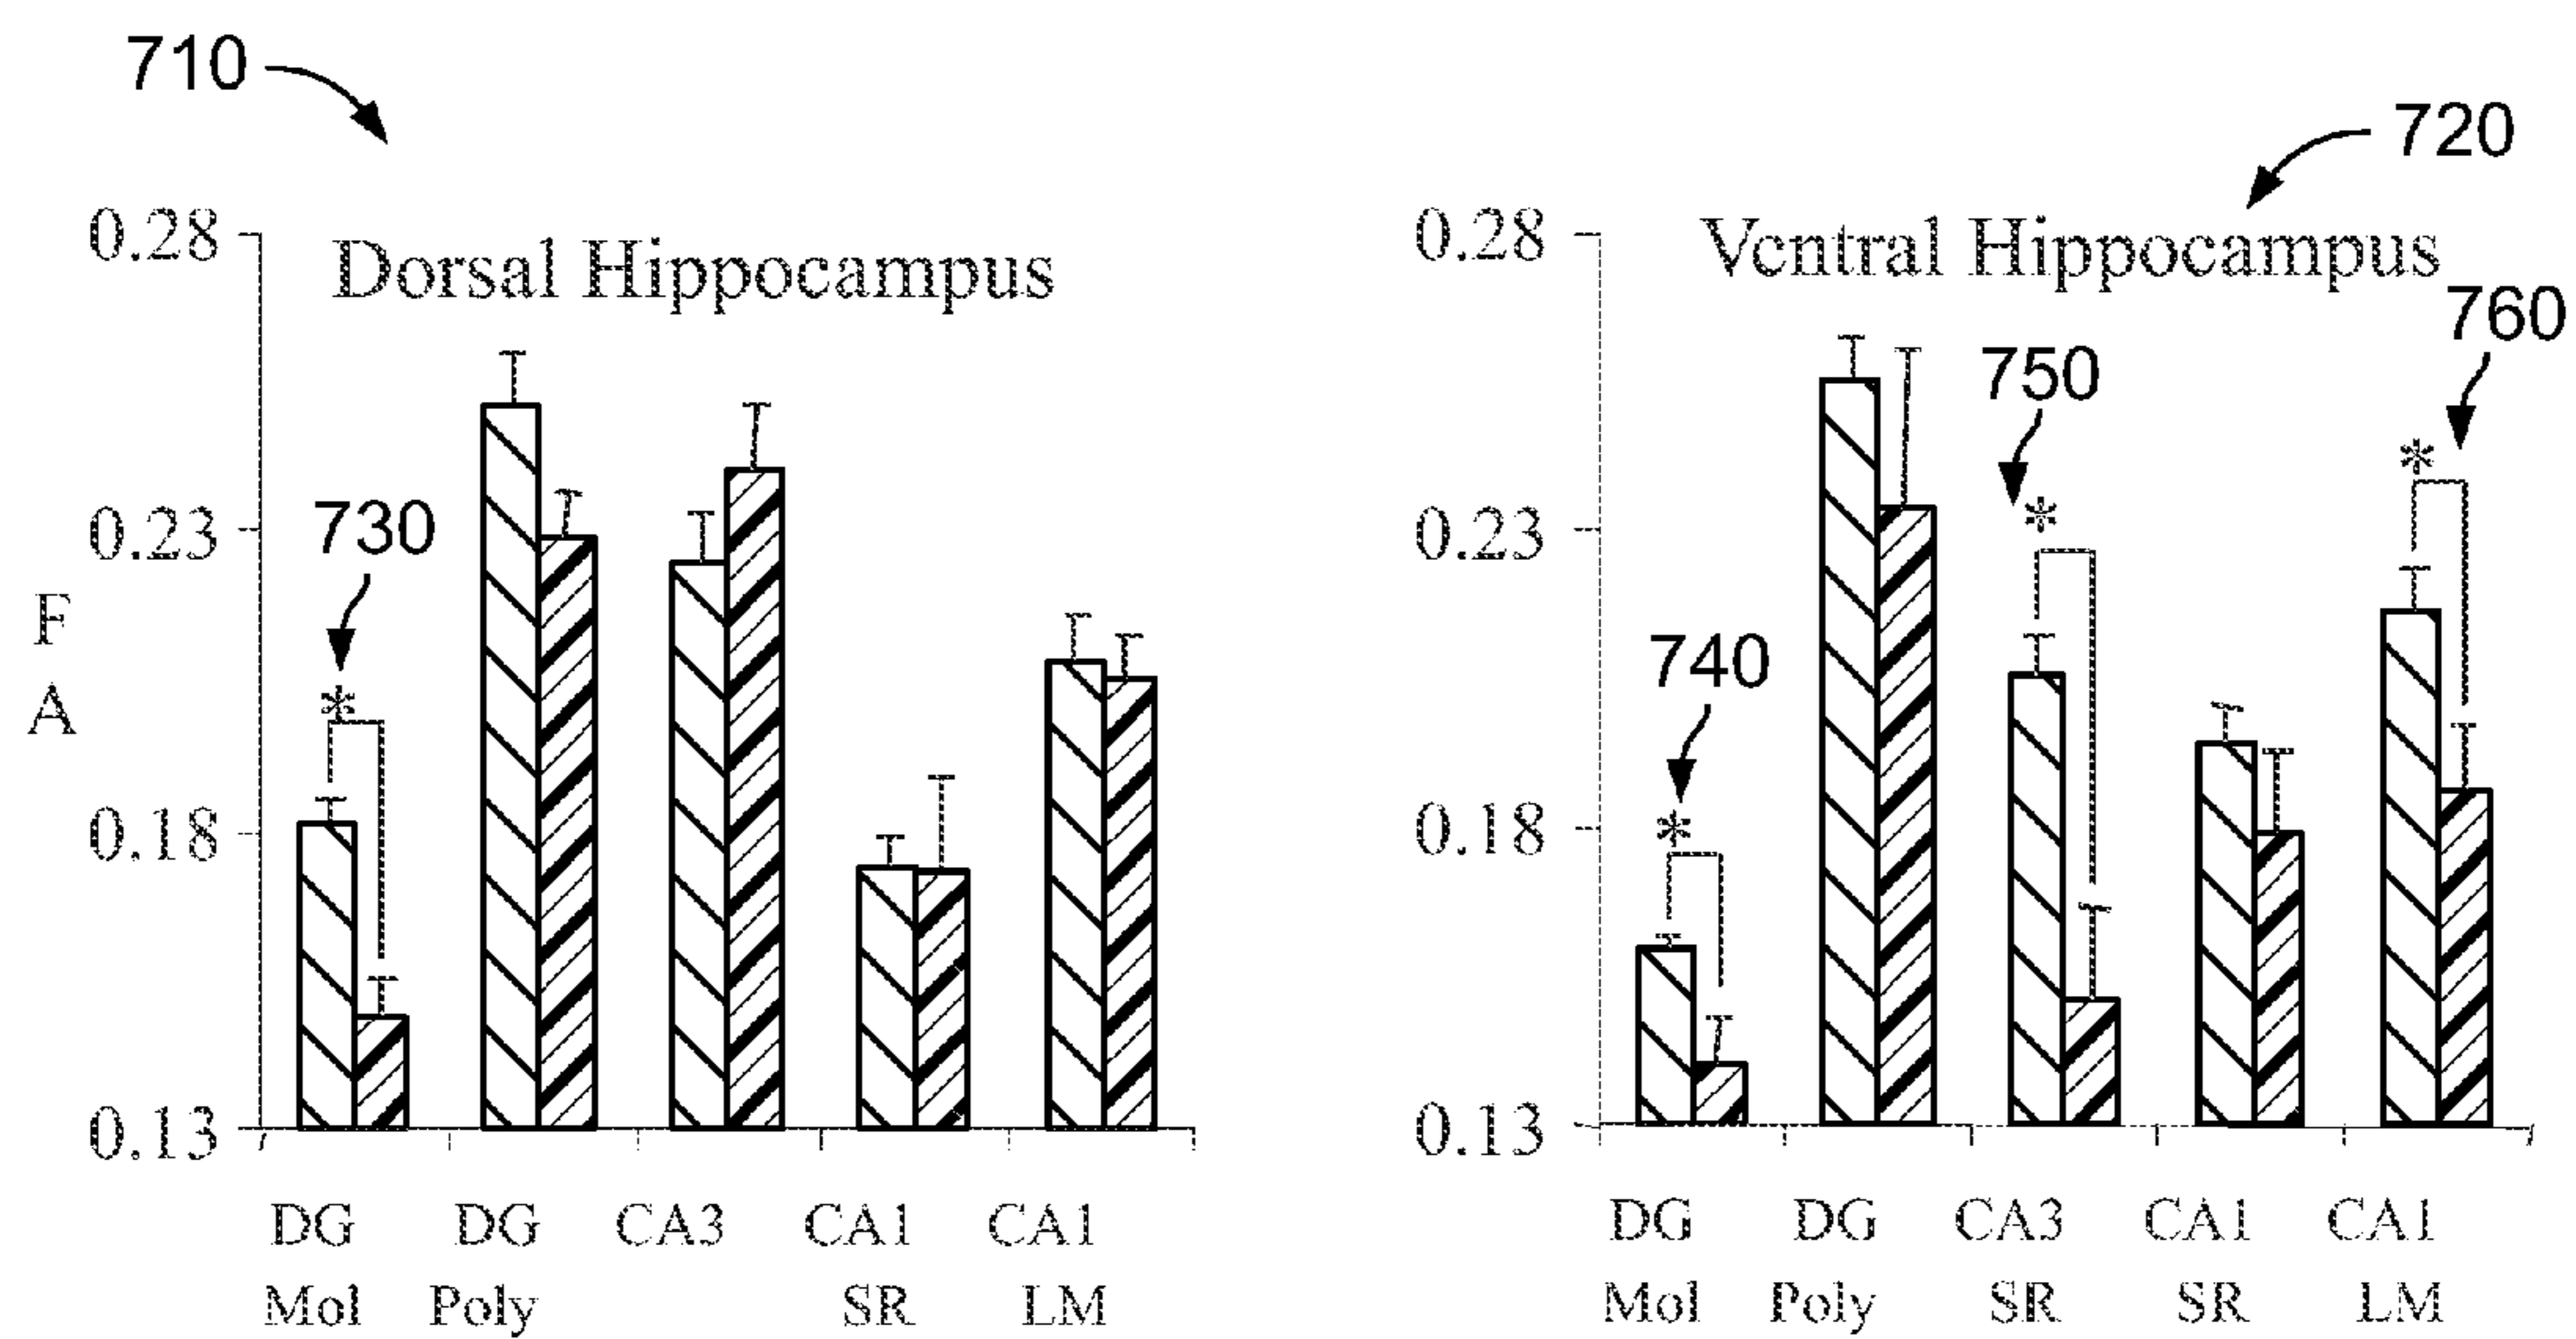 710
720
Dorsal Hippocampus
Ventral Hippocampus
0.28
0.23
0.18
0.13
F
A
730
*
DG DG CA3 CA1 CA1
Mol Poly SR LM
0.28
0.23
0.18
0.13
740
*
750
*
760
*
DG DG CA3 CA1 CA1
Mol Poly SR SR LM